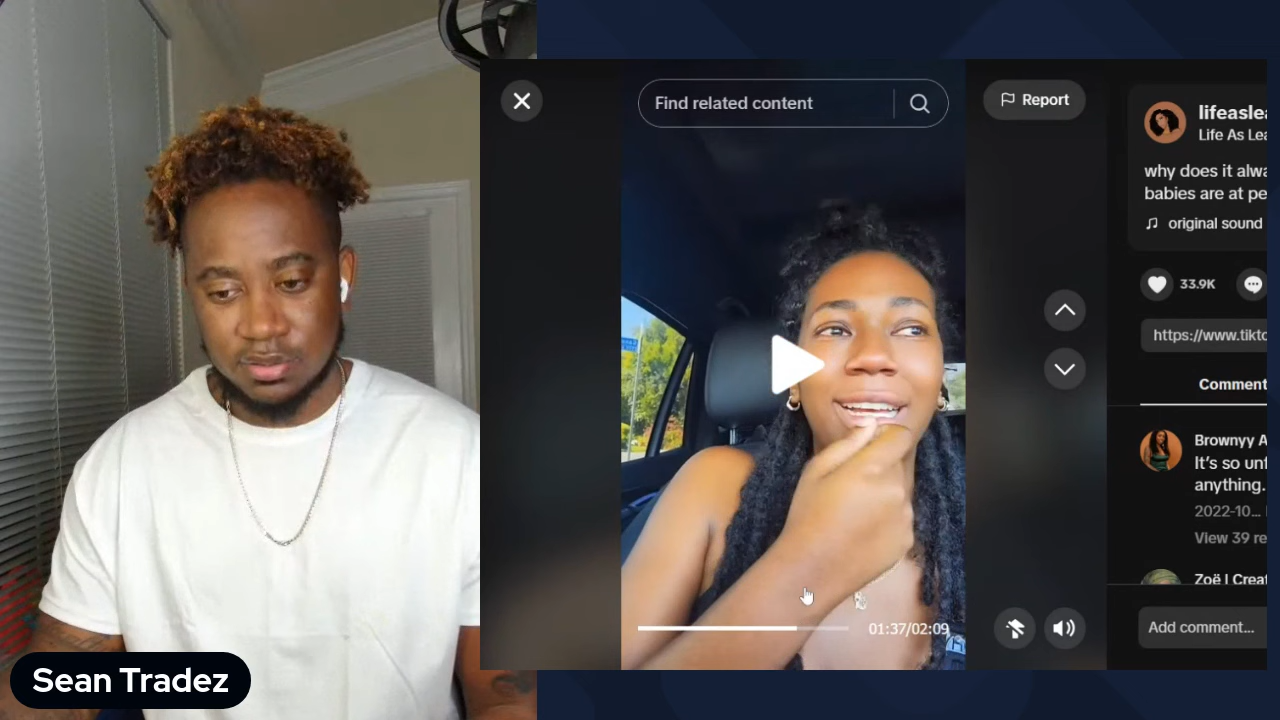 Find related content
Report
lifeaslea
Life As Lea
why does it alwa
babies are at pe
original sound
33.9K
https://www.tikto
Comment
Brownyy A
It's so unf
anything.
2022-10...
View 39 re
Zoë | Creat
Add comment...
01:37/02:09
Sean Tradez